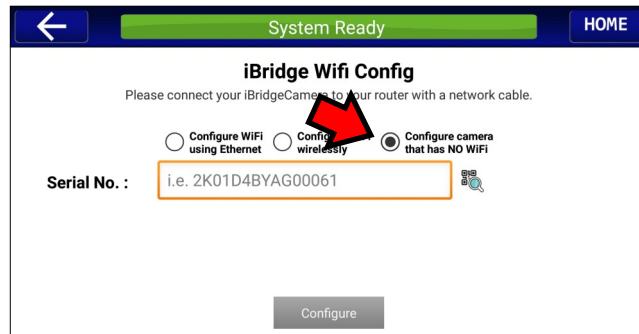 System Ready
HOME
iBridge Wifi Config
Please connect your iBridgeCamera to your router with a network cable.
Configure WiFi using Ethernet
wirelessly
Configure camera that has NO WiFi
Serial No. :
i.e. 2K01D4BYAG00061
Configure